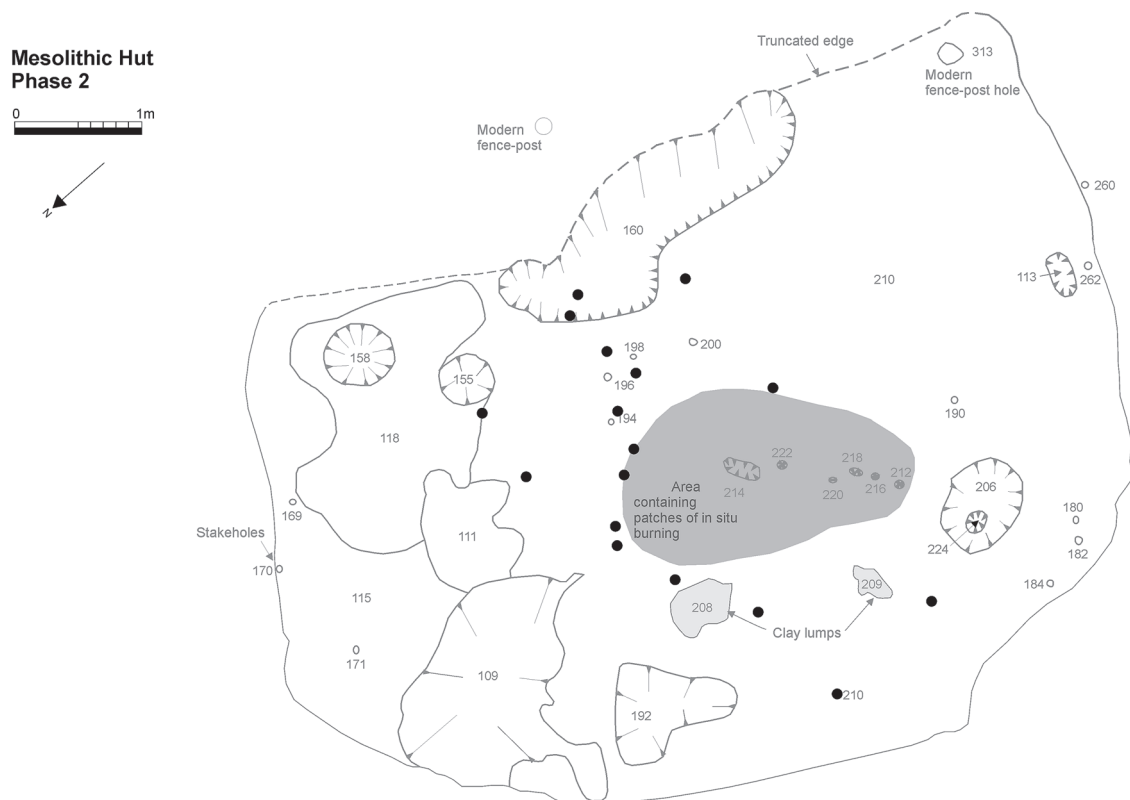 Mesolithic Hut
Phase 2
0 1m
N
Truncated edge
313
Modern
fence-post hole
Modern
fence-post
260
160
113
262
210
198
200
158
196
155
194
190
118
222
218
212
214
220
216
206
Area
containing
patches of in situ
burning
169
180
Stakeholes
111
224
182
170
184
209
115
208
Clay lumps
171
109
210
192